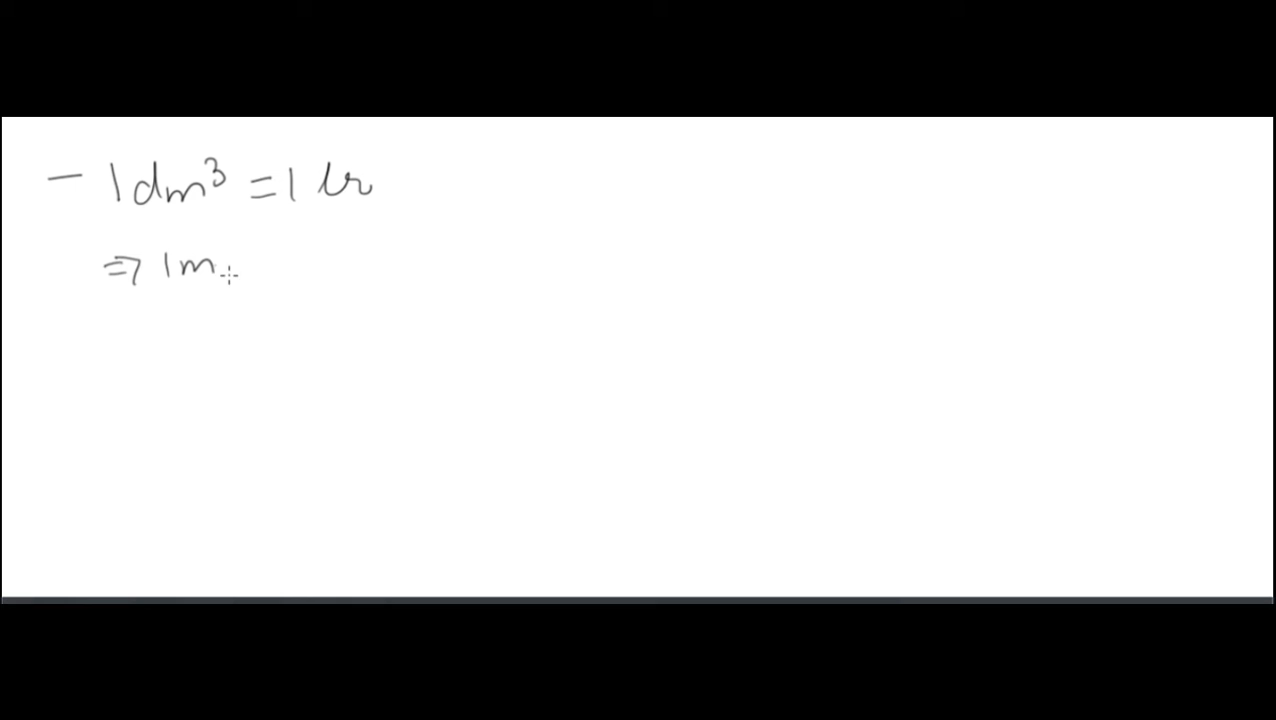 - 1dm³ = 1 ltr
⇒ 1m